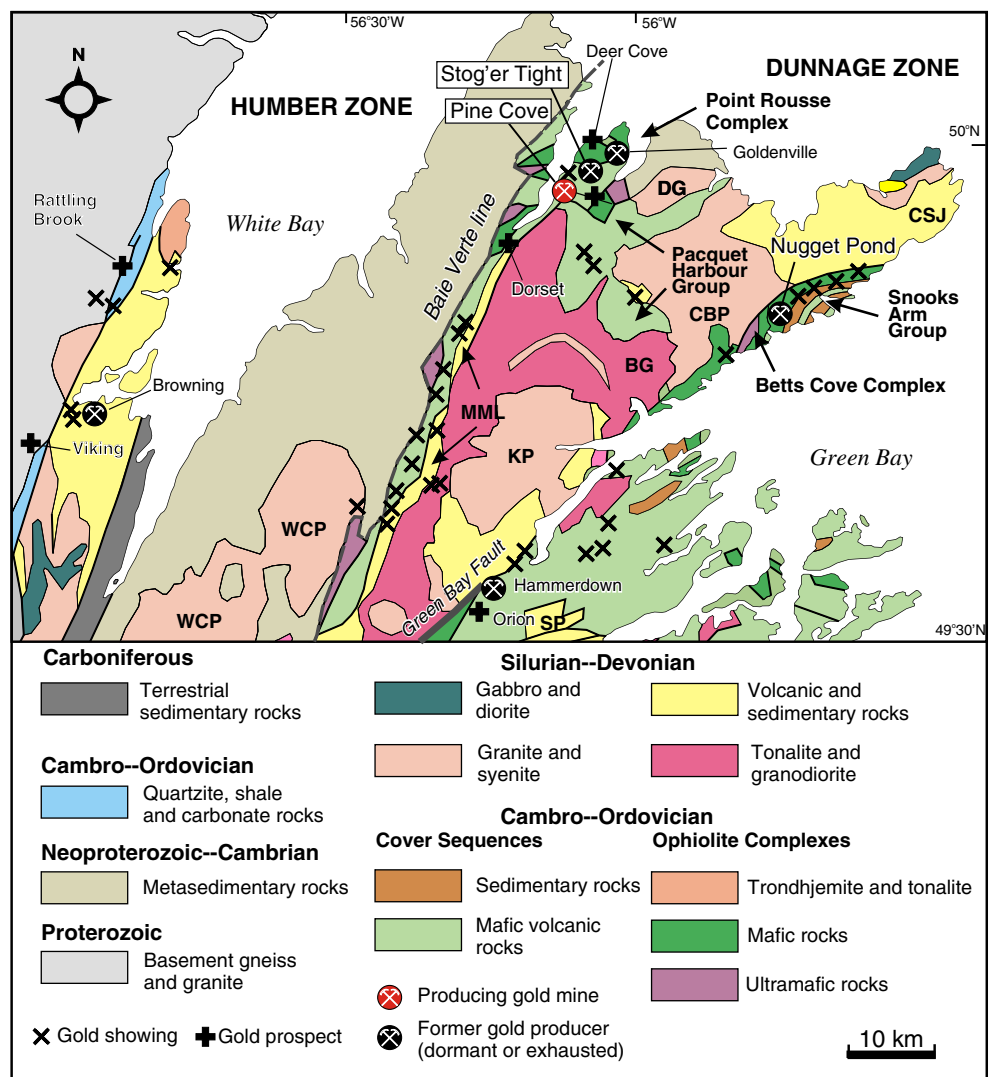 56°30'W
56°W
N
Deer Cove
Stog'er Tight
DUNNAGE ZONE
HUMBER ZONE
Pine Cove
Point Rousse
Complex
50°N
Goldenville
Rattling
Brook
White Bay
DG
CSJ
Baie Verte line
Nugget Pond
Pacquet
Harbour
Group
Dorset
CBP
Snooks
Arm
Group
BG
Betts Cove Complex
Browning
MML
Viking
KP
Green Bay
WCP
Green Bay Fault
Hammerdown
WCP
Orion
SP
49°30'N
Carboniferous
Terrestrial
sedimentary rocks
Cambro--Ordovician
Quartzite, shale
and carbonate rocks
Neoproterozoic--Cambrian
Metasedimentary rocks
Proterozoic
Basement gneiss
and granite
Gold showing
Gold prospect
Silurian--Devonian
Gabbro and
diorite
Volcanic and
sedimentary rocks
Granite and
syenite
Tonalite and
granodiorite
Cambro--Ordovician
Cover Sequences
Ophiolite Complexes
Sedimentary rocks
Trondhjemite and tonalite
Mafic volcanic
rocks
Mafic rocks
Ultramafic rocks
Producing gold mine
Former gold producer
(dormant or exhausted)
10 km